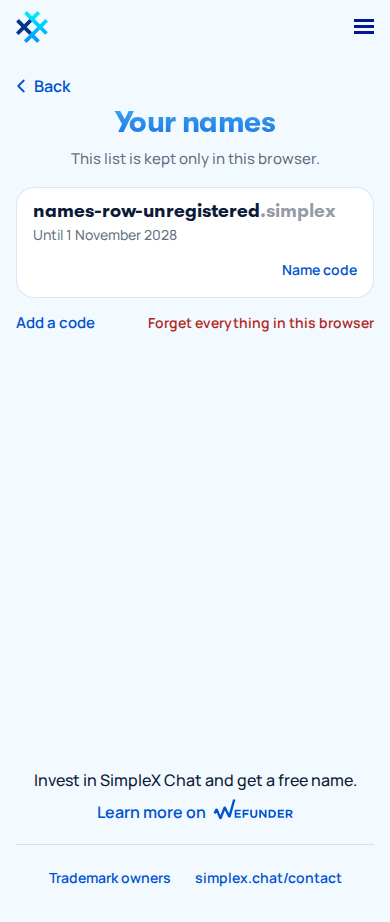 Back
Your names
This list is kept only in this browser.
names-row-unregistered.simplex
Until 1 November 2028
Name code
Add a code
Forget everything in this browser
Invest in SimpleX Chat and get a free name.
Learn more on WEFUNDER
Trademark owners
simplex.chat/contact